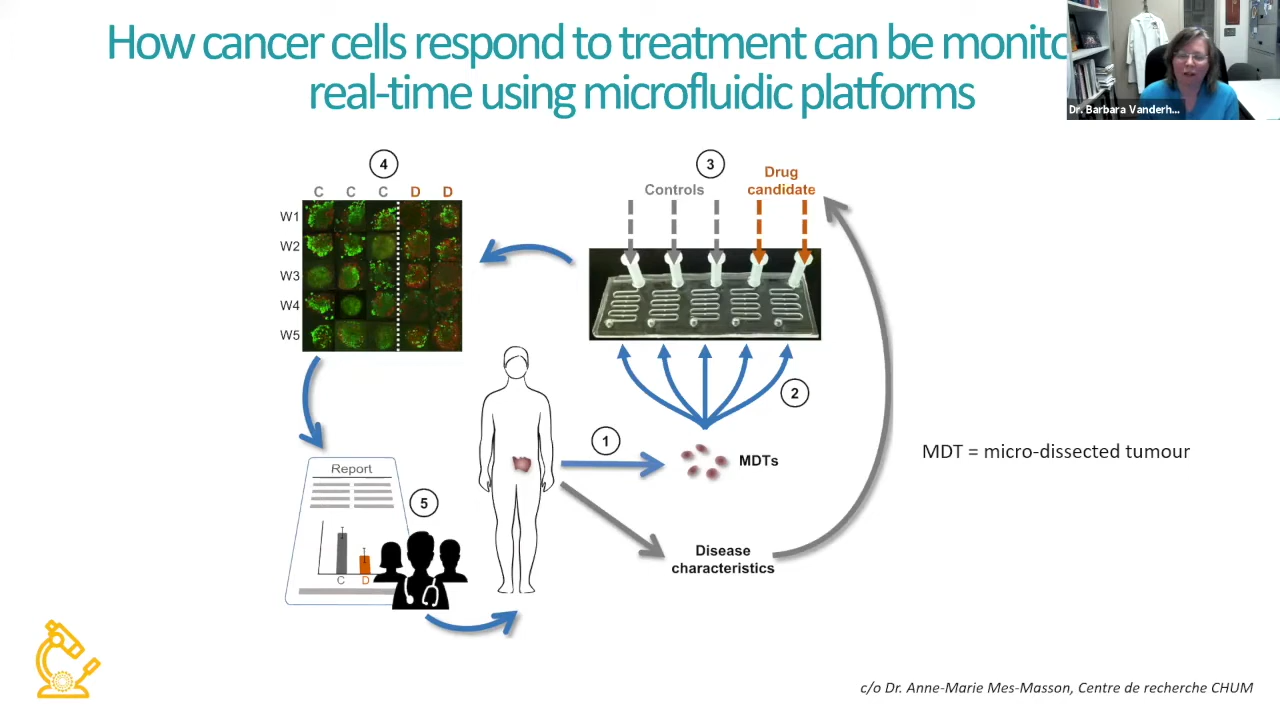 How cancer cells respond to treatment can be monito
real-time using microfluidic platforms
Dr. Barbara Vanderh...
4
C C C D D
W1
W2
W3
W4
W5
3
Controls
Drug
candidate
2
1
MDTs
MDT = micro-dissected tumour
Report
C D
5
Disease
characteristics
c/o Dr. Anne-Marie Mes-Masson, Centre de recherche CHUM